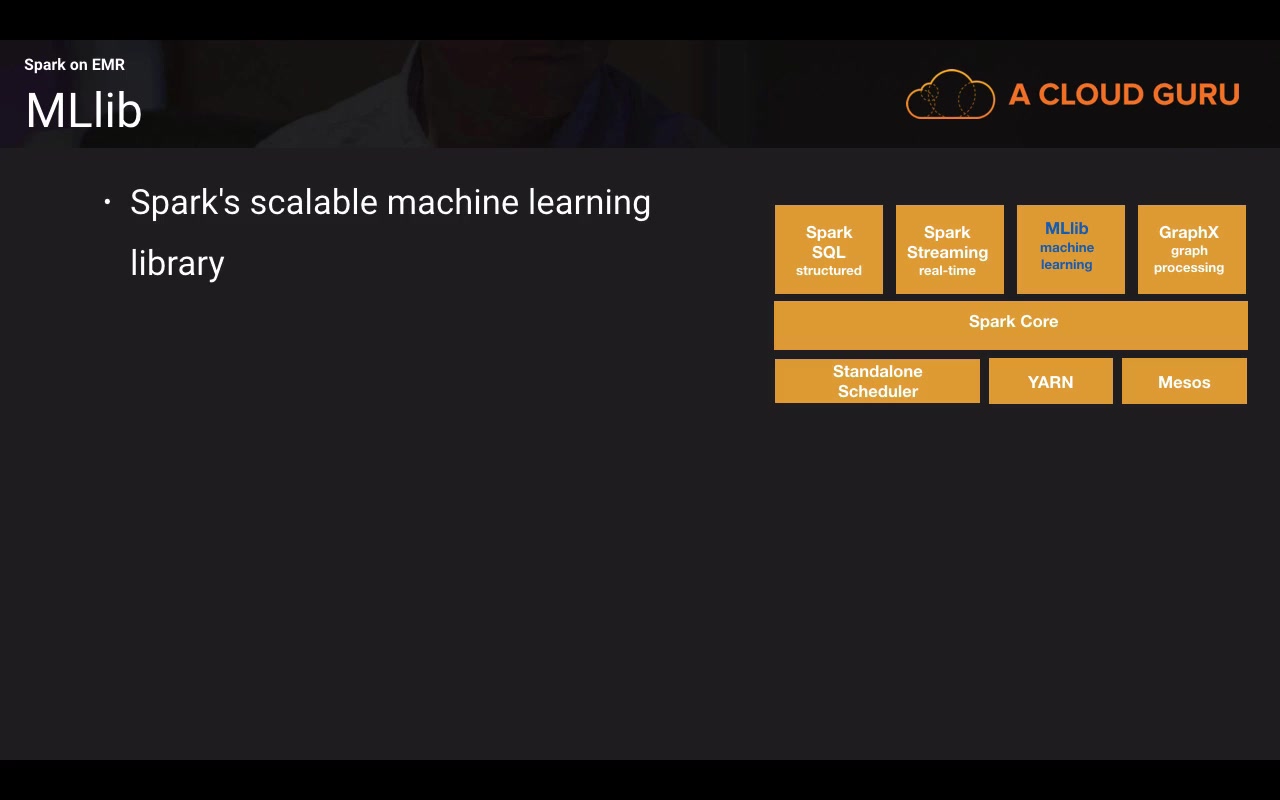 Spark on EMR
MLlib
A CLOUD GURU
• Spark's scalable machine learning
library
Spark
SQL
structured
Spark
Streaming
real-time
MLlib
machine
learning
GraphX
graph
processing
Spark Core
Standalone
Scheduler
YARN
Mesos